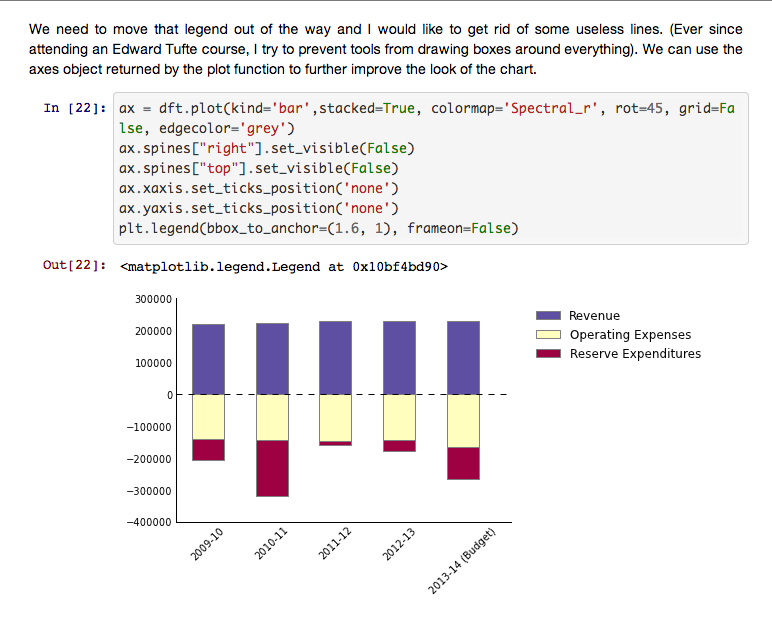 We need to move that legend out of the way and I would like to get rid of some useless lines. (Ever since
attending an Edward Tufte course, I try to prevent tools from drawing boxes around everything). We can use the
axes object returned by the plot function to further improve the look of the chart.
In [22]: ax = dft.plot(kind='bar',stacked=True, colormap='Spectral_r', rot=45, grid=Fa
lse, edgecolor='grey')
ax.spines["right"].set_visible(False)
ax.spines["top"].set_visible(False)
ax.xaxis.set_ticks_position('none')
ax.yaxis.set_ticks_position('none')
plt.legend(bbox_to_anchor=(1.6, 1), frameon=False)
Out[22]: <matplotlib.legend.Legend at 0x10bf4bd90>
300000
200000
100000
0
−100000
−200000
−300000
−400000
2009-10
2010-11
2011-12
2012-13
2013-14 (Budget)
Revenue
Operating Expenses
Reserve Expenditures